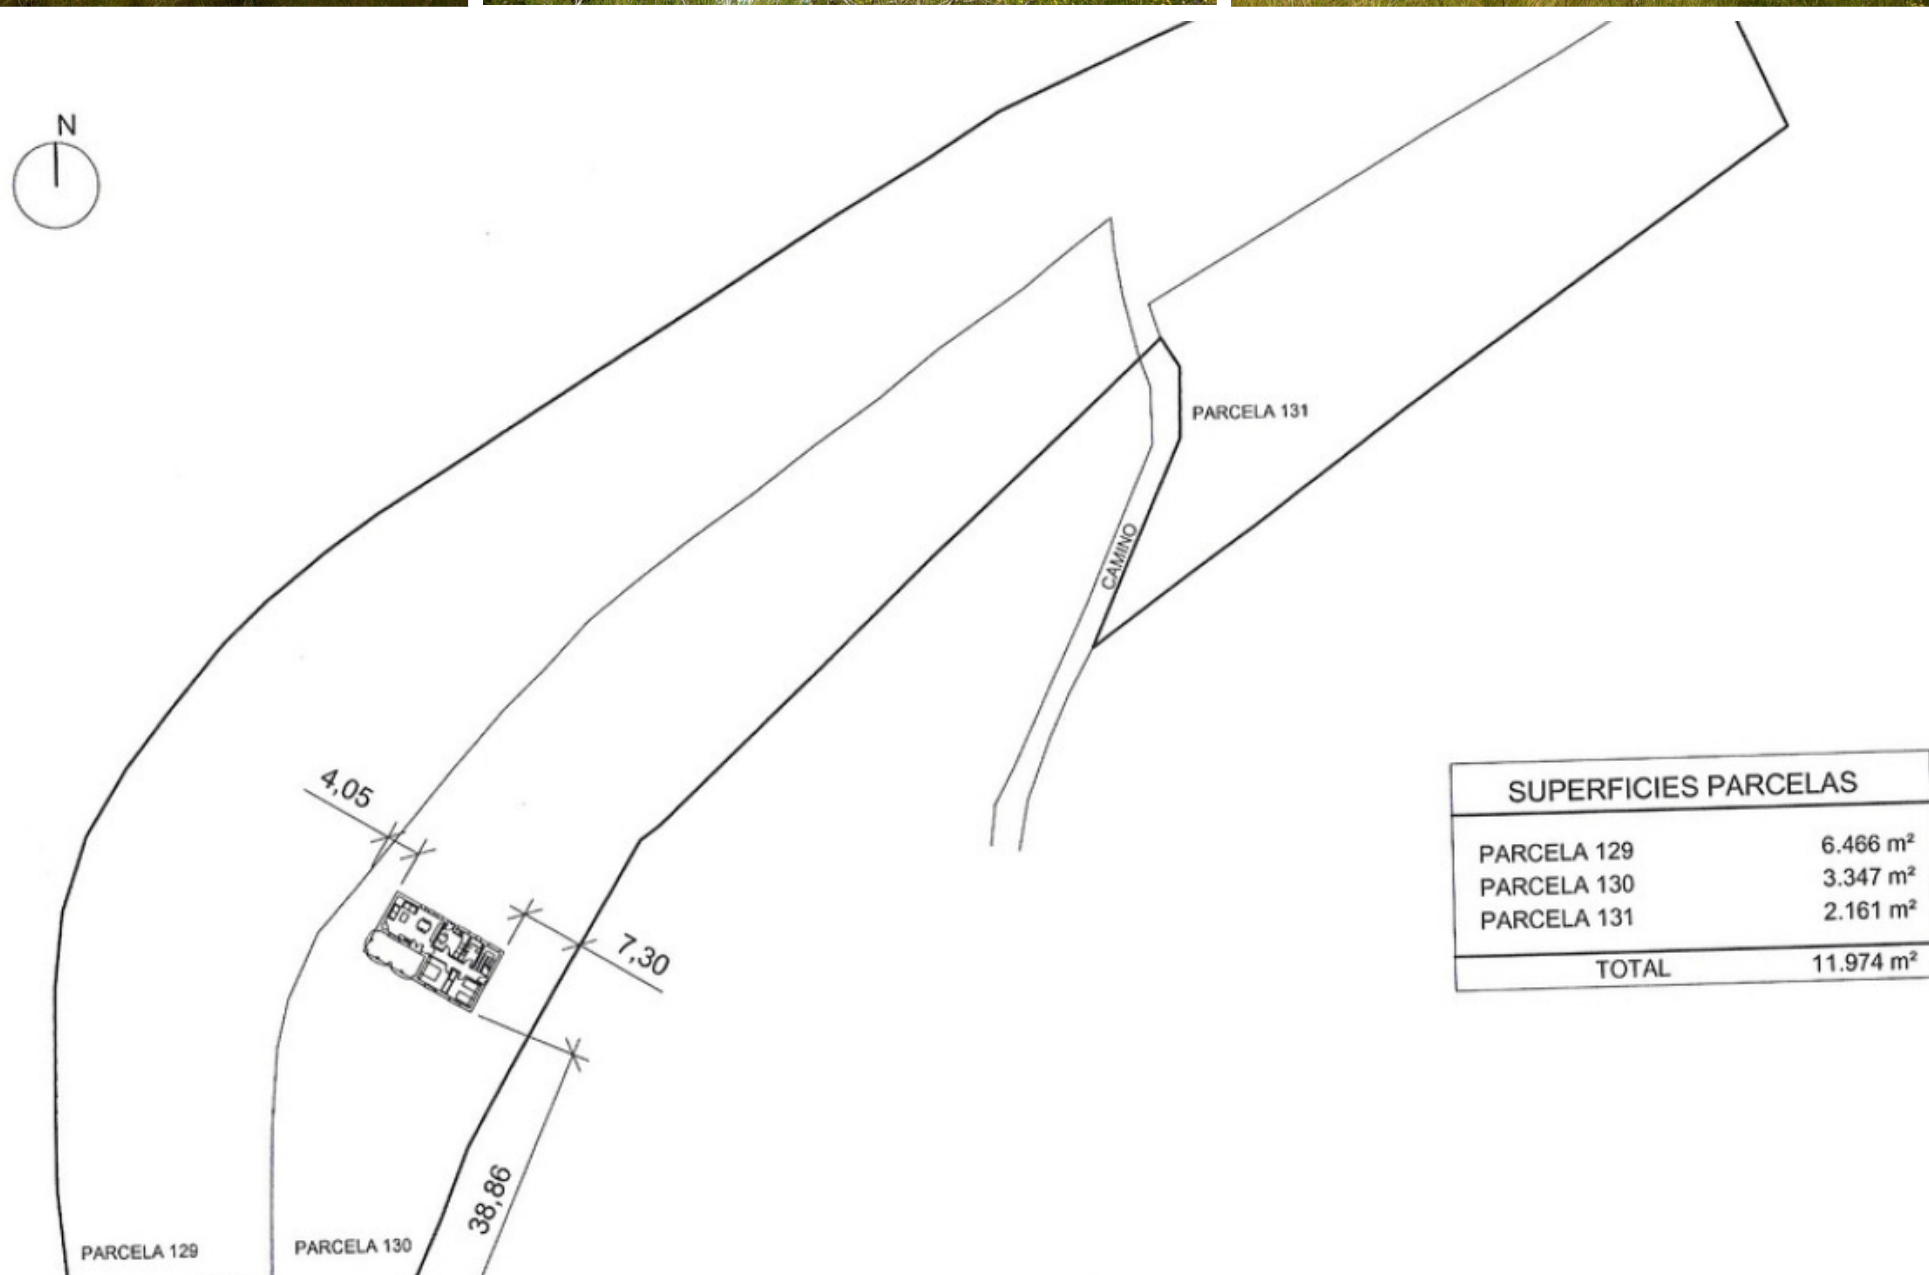 N
PARCELA 131
CAMINO
4,05
7,30
38,86
PARCELA 129
PARCELA 130
SUPERFICIES PARCELAS
PARCELA 129 6.466 m²
PARCELA 130 3.347 m²
PARCELA 131 2.161 m²
TOTAL 11.974 m²